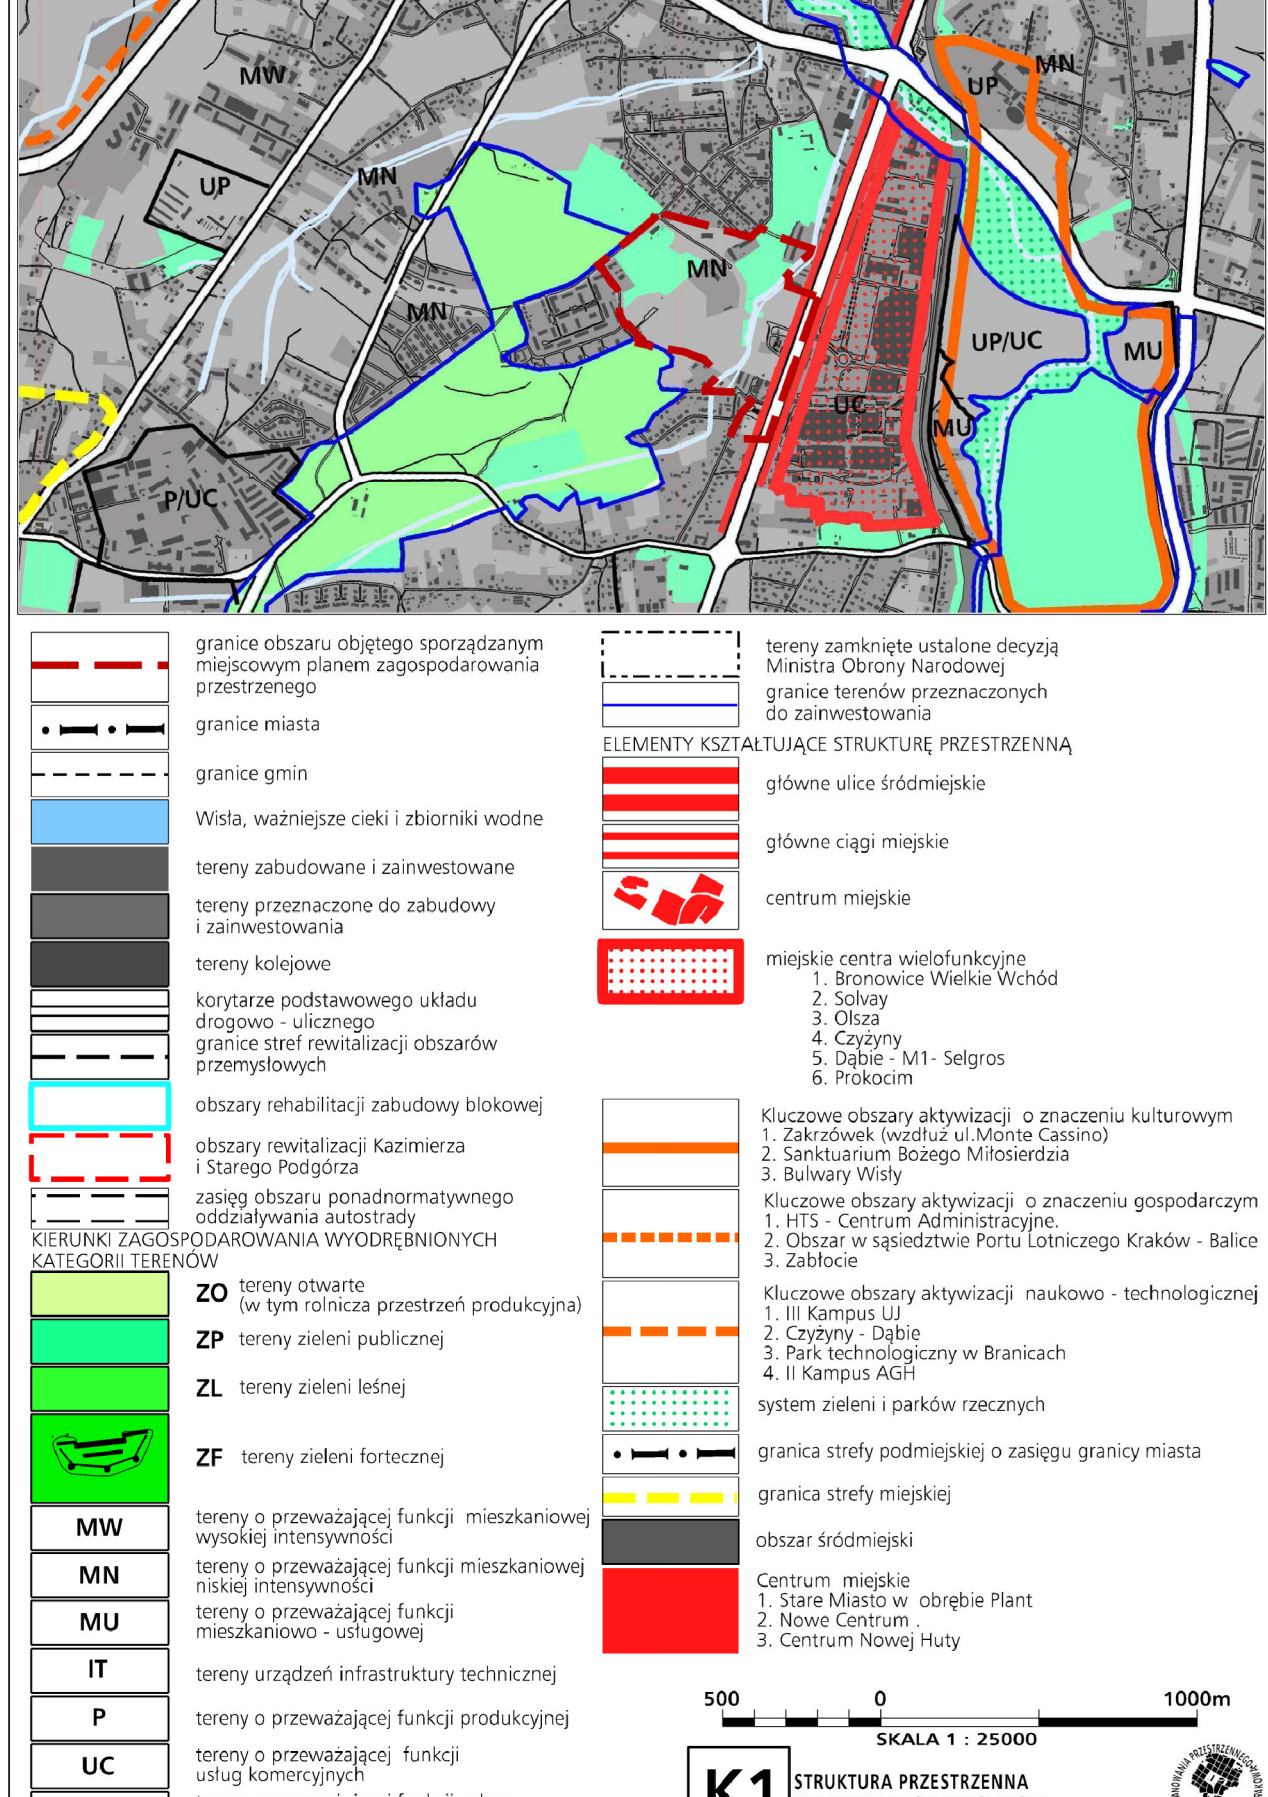 MW
MN
UP
UP
MN
MN
MN
UP/UC
MU
UC
MU
P/UC
granice obszaru objętego sporządzanym
miejscowym planem zagospodarowania
przestrzenego
granice miasta
granice gmin
Wisła, ważniejsze cieki i zbiorniki wodne
tereny zabudowane i zainwestowane
tereny przeznaczone do zabudowy
i zainwestowania
tereny kolejowe
korytarze podstawowego układu
drogowo - ulicznego
granice stref rewitalizacji obszarów
przemysłowych
obszary rehabilitacji zabudowy blokowej
obszary rewitalizacji Kazimierza
i Starego Podgórza
zasięg obszaru ponadnormatywnego
oddziaływania autostrady
KIERUNKI ZAGOSPODAROWANIA WYODRĘBNIONYCH
KATEGORII TERENÓW
ZO tereny otwarte
(w tym rolnicza przestrzeń produkcyjna)
ZP tereny zieleni publicznej
ZL tereny zieleni leśnej
ZF tereny zieleni fortecznej
MW tereny o przeważającej funkcji mieszkaniowej
wysokiej intensywności
MN tereny o przeważającej funkcji mieszkaniowej
niskiej intensywności
MU tereny o przeważającej funkcji
mieszkaniowo - usługowej
IT tereny urządzeń infrastruktury technicznej
P tereny o przeważającej funkcji produkcyjnej
UC tereny o przeważającej funkcji
usług komercyjnych
tereny zamknięte ustalone decyzją
Ministra Obrony Narodowej
granice terenów przeznaczonych
do zainwestowania
ELEMENTY KSZTAŁTUJĄCE STRUKTURĘ PRZESTRZENNĄ
główne ulice śródmiejskie
główne ciągi miejskie
centrum miejskie
miejskie centra wielofunkcyjne
1. Bronowice Wielkie Wchód
2. Solvay
3. Olsza
4. Czyżyny
5. Dąbie - M1- Selgros
6. Prokocim
Kluczowe obszary aktywizacji o znaczeniu kulturowym
1. Zakrzówek (wzdłuż ul.Monte Cassino)
2. Sanktuarium Bożego Miłosierdzia
3. Bulwary Wisły
Kluczowe obszary aktywizacji o znaczeniu gospodarczym
1. HTS - Centrum Administracyjne.
2. Obszar w sąsiedztwie Portu Lotniczego Kraków - Balice
3. Zabłocie
Kluczowe obszary aktywizacji naukowo - technologicznej
1. III Kampus UJ
2. Czyżyny - Dąbie
3. Park technologiczny w Branicach
4. II Kampus AGH
system zieleni i parków rzecznych
granica strefy podmiejskiej o zasięgu granicy miasta
granica strefy miejskiej
obszar śródmiejski
Centrum miejskie
1. Stare Miasto w obrębie Plant
2. Nowe Centrum .
3. Centrum Nowej Huty
500 0 1000m
SKALA 1 : 25000
K1
STRUKTURA PRZESTRZENNA